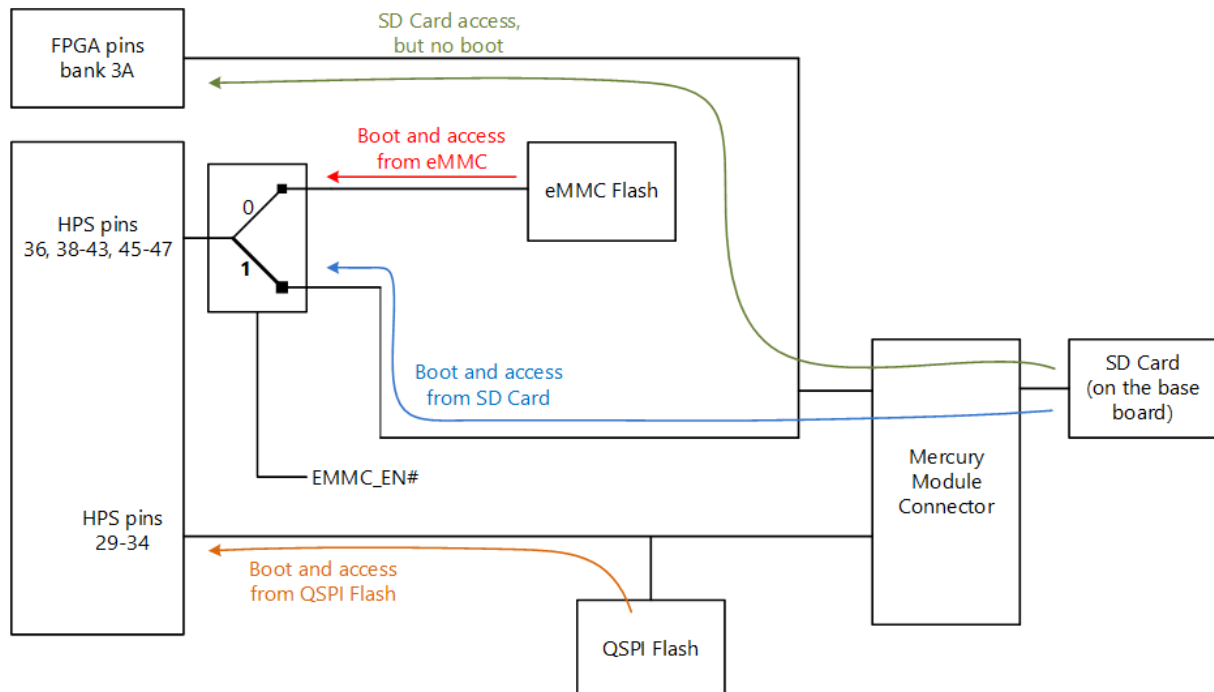 FPGA pins
bank 3A
SD Card access,
but no boot
Boot and access
from eMMC
eMMC Flash
HPS pins
36, 38-43, 45-47
0
1
Boot and access
from SD Card
SD Card
(on the base
board)
Mercury
Module
Connector
EMMC_EN#
HPS pins
29-34
Boot and access
from QSPI Flash
QSPI Flash